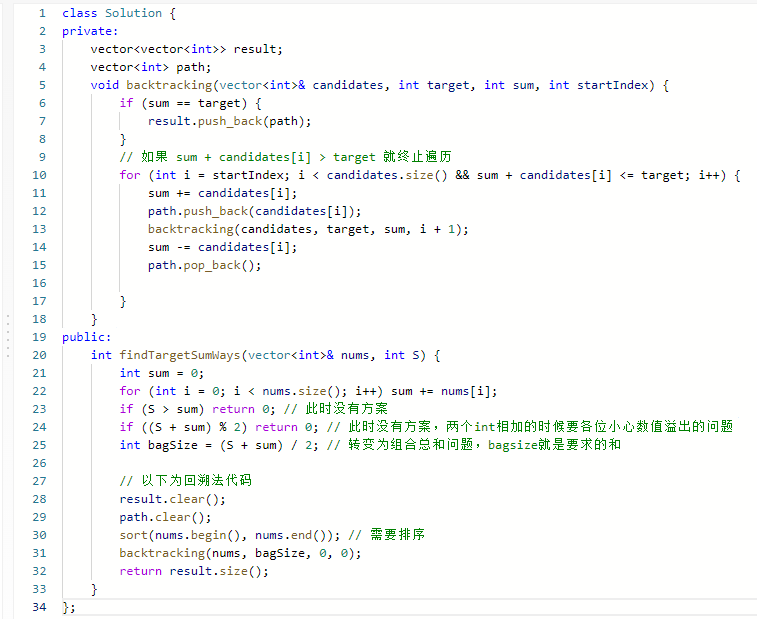 1 class Solution {
2 private:
3     vector<vector<int>> result;
4     vector<int> path;
5     void backtracking(vector<int>& candidates, int target, int sum, int startIndex) {
6         if (sum == target) {
7             result.push_back(path);
8         }
9         // 如果 sum + candidates[i] > target 就终止遍历
10         for (int i = startIndex; i < candidates.size() && sum + candidates[i] <= target; i++) {
11             sum += candidates[i];
12             path.push_back(candidates[i]);
13             backtracking(candidates, target, sum, i + 1);
14             sum -= candidates[i];
15             path.pop_back();
16
17         }
18     }
19 public:
20     int findTargetSumWays(vector<int>& nums, int S) {
21         int sum = 0;
22         for (int i = 0; i < nums.size(); i++) sum += nums[i];
23         if (S > sum) return 0; // 此时没有方案
24         if ((S + sum) % 2) return 0; // 此时没有方案，两个int相加的时候要各位小心数值溢出的问题
25         int bagSize = (S + sum) / 2; // 转变为组合总和问题，bagsize就是要求的和
26
27         // 以下为回溯法代码
28         result.clear();
29         path.clear();
30         sort(nums.begin(), nums.end()); // 需要排序
31         backtracking(nums, bagSize, 0, 0);
32         return result.size();
33     }
34 };